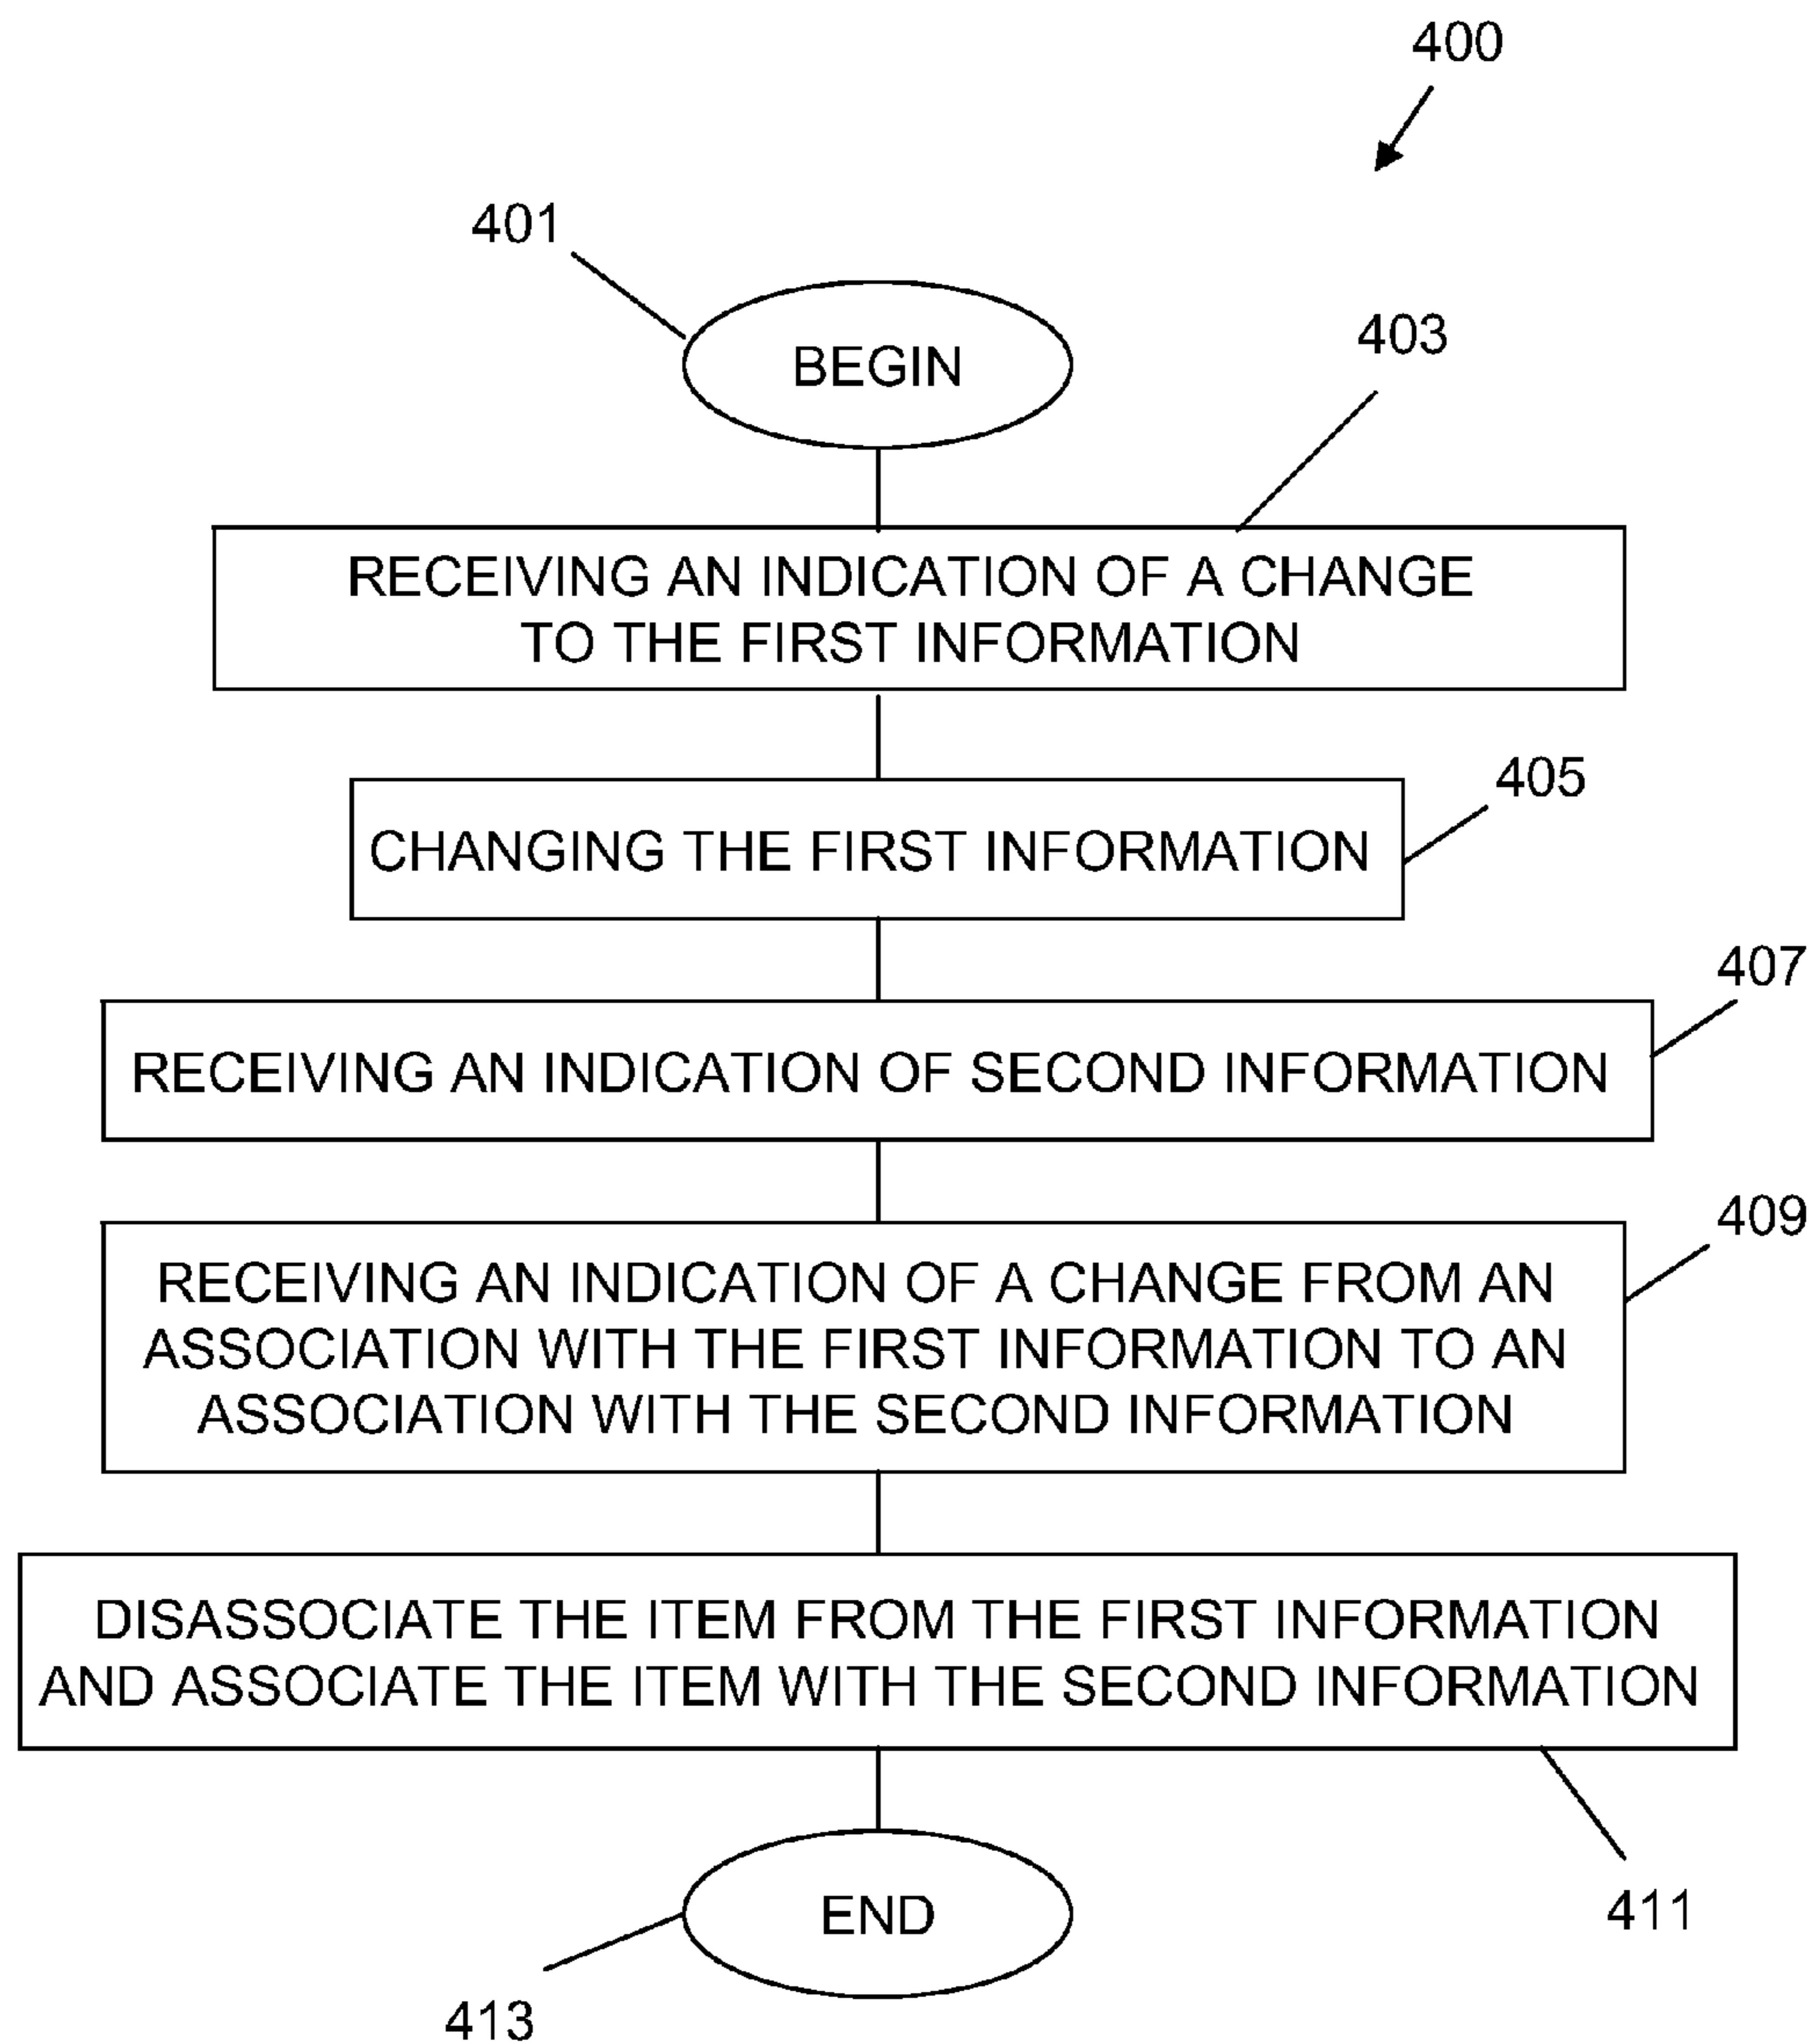 400
401
BEGIN
403
RECEIVING AN INDICATION OF A CHANGE
TO THE FIRST INFORMATION
405
CHANGING THE FIRST INFORMATION
407
RECEIVING AN INDICATION OF SECOND INFORMATION
409
RECEIVING AN INDICATION OF A CHANGE FROM AN
ASSOCIATION WITH THE FIRST INFORMATION TO AN
ASSOCIATION WITH THE SECOND INFORMATION
DISASSOCIATE THE ITEM FROM THE FIRST INFORMATION
AND ASSOCIATE THE ITEM WITH THE SECOND INFORMATION
411
END
413